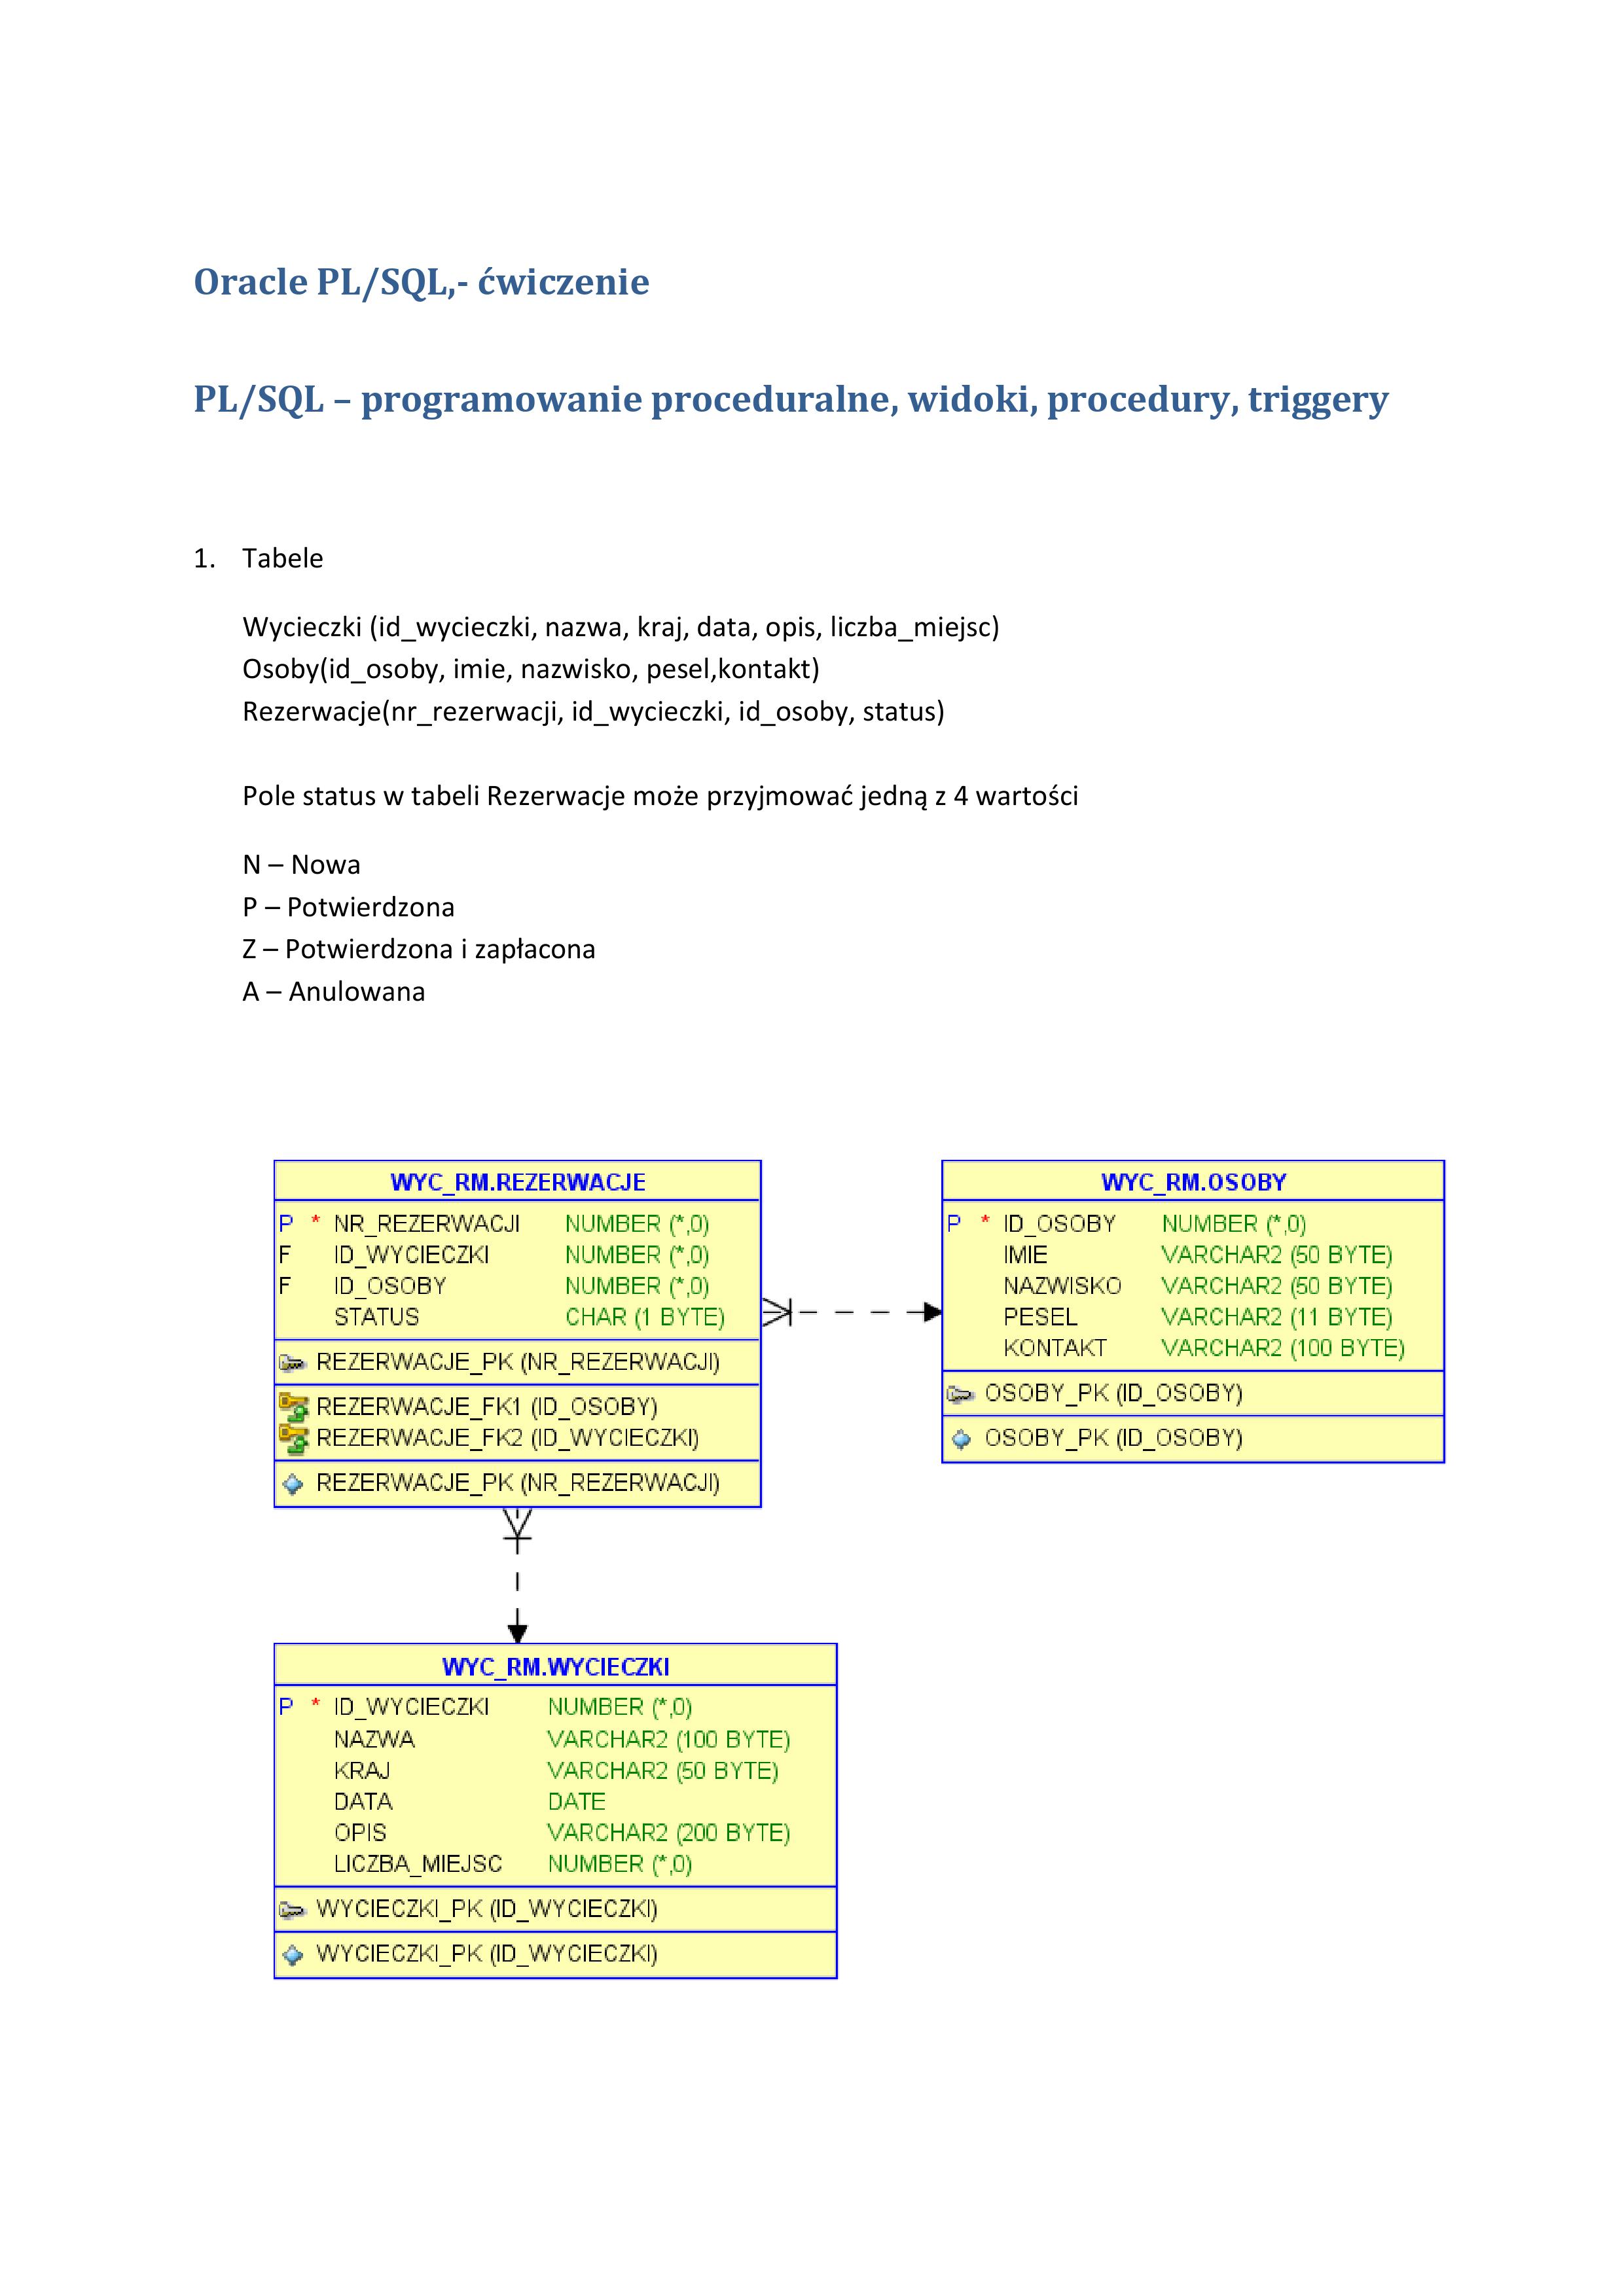 Oracle PL/SQL,- ćwiczenie
PL/SQL – programowanie proceduralne, widoki, procedury, triggery
1. Tabele
Wycieczki (id_wycieczki, nazwa, kraj, data, opis, liczba_miejsc)
Osoby(id_osoby, imie, nazwisko, pesel,kontakt)
Rezerwacje(nr_rezerwacji, id_wycieczki, id_osoby, status)
Pole status w tabeli Rezerwacje może przyjmować jedną z 4 wartości
N – Nowa
P – Potwierdzona
Z – Potwierdzona i zapłacona
A – Anulowana
WYC_RM.REZERWACJE
P * NR_REZERWACJI NUMBER (*,0)
F ID_WYCIECZKI NUMBER (*,0)
F ID_OSOBY NUMBER (*,0)
STATUS CHAR (1 BYTE)
REZERWACJE_PK (NR_REZERWACJI)
REZERWACJE_FK1 (ID_OSOBY)
REZERWACJE_FK2 (ID_WYCIECZKI)
REZERWACJE_PK (NR_REZERWACJI)
WYC_RM.OSOBY
P * ID_OSOBY NUMBER (*,0)
IMIE VARCHAR2 (50 BYTE)
NAZWISKO VARCHAR2 (50 BYTE)
PESEL VARCHAR2 (11 BYTE)
KONTAKT VARCHAR2 (100 BYTE)
OSOBY_PK (ID_OSOBY)
OSOBY_PK (ID_OSOBY)
WYC_RM.WYCIECZKI
P * ID_WYCIECZKI NUMBER (*,0)
NAZWA VARCHAR2 (100 BYTE)
KRAJ VARCHAR2 (50 BYTE)
DATA DATE
OPIS VARCHAR2 (200 BYTE)
LICZBA_MIEJSC NUMBER (*,0)
WYCIECZKI_PK (ID_WYCIECZKI)
WYCIECZKI_PK (ID_WYCIECZKI)